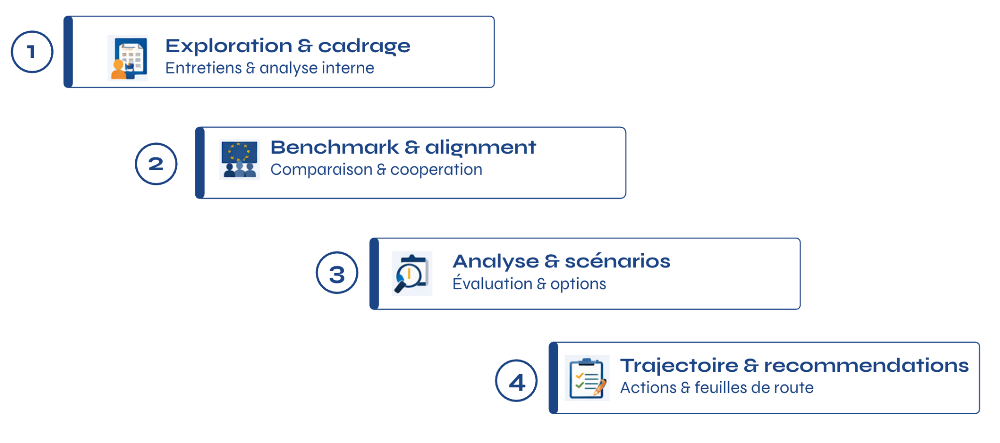 1
Exploration & cadrage
Entretiens & analyse interne
2
Benchmark & alignment
Comparaison & cooperation
3
Analyse & scénarios
Évaluation & options
4
Trajectoire & recommendations
Actions & feuilles de route